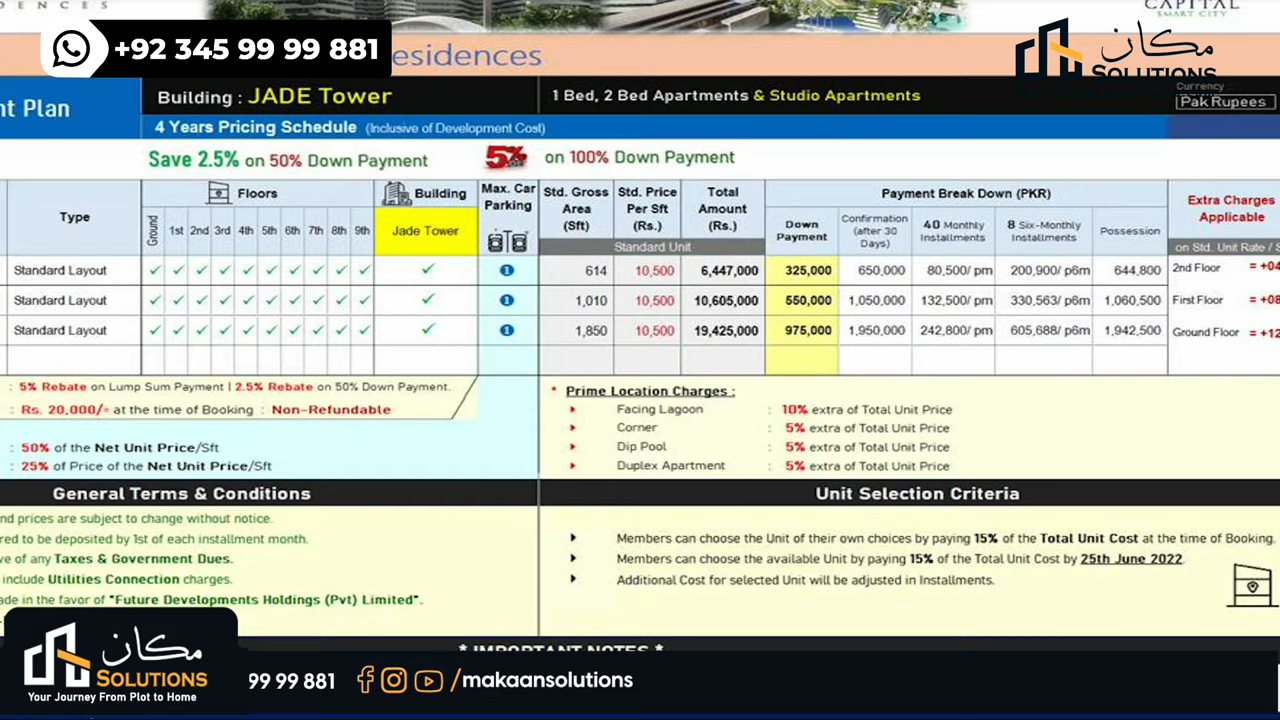 DENCES
CAPITAL
SMART CITY
+92 345 99 99 881
esidences
مكان
SOLUTIONS
nt Plan
Building : JADE Tower
1 Bed, 2 Bed Apartments & Studio Apartments
Currency :
Pak Rupees
4 Years Pricing Schedule (Inclusive of Development Cost)
Save 2.5% on 50% Down Payment
5% on 100% Down Payment
Type
Floors
Building
Max. Car Parking
Std. Gross Area (Sft)
Std. Price Per Sft (Rs.)
Total Amount (Rs.)
Payment Break Down (PKR)
Extra Charges Applicable
Ground 1st 2nd 3rd 4th 5th 6th 7th 8th 9th
Jade Tower
Standard Unit
Down Payment
Confirmation (after 30 Days)
40 Monthly Installments
8 Six-Monthly Installments
Possession
on Std. Unit Rate / S
Standard Layout ✓ ✓ ✓ ✓ ✓ ✓ ✓ ✓ ✓ ✓ ✓ 1 614 10,500 6,447,000 325,000 650,000 80,500/ pm 200,900/ p6m 644,800 2nd Floor = +04
Standard Layout ✓ ✓ ✓ ✓ ✓ ✓ ✓ ✓ ✓ ✓ ✓ 1 1,010 10,500 10,605,000 550,000 1,050,000 132,500/ pm 330,563/ p6m 1,060,500 First Floor = +08
Standard Layout ✓ ✓ ✓ ✓ ✓ ✓ ✓ ✓ ✓ ✓ ✓ 1 1,850 10,500 19,425,000 975,000 1,950,000 242,800/ pm 605,688/ p6m 1,942,500 Ground Floor = +12
: 5% Rebate on Lump Sum Payment | 2.5% Rebate on 50% Down Payment.
: Rs. 20,000/= at the time of Booking : Non-Refundable
: 50% of the Net Unit Price/Sft
: 25% of Price of the Net Unit Price/Sft
* Prime Location Charges :
Facing Lagoon : 10% extra of Total Unit Price
Corner : 5% extra of Total Unit Price
Dip Pool : 5% extra of Total Unit Price
Duplex Apartment : 5% extra of Total Unit Price
General Terms & Conditions
nd prices are subject to change without notice.
red to be deposited by 1st of each installment month.
ve of any Taxes & Government Dues.
include Utilities Connection charges.
ade in the favor of "Future Developments Holdings (Pvt) Limited".
Unit Selection Criteria
Members can choose the Unit of their own choices by paying 15% of the Total Unit Cost at the time of Booking.
Members can choose the available Unit by paying 15% of the Total Unit Cost by 25th June 2022
Additional Cost for selected Unit will be adjusted in Installments.
* IMPORTANT NOTES *
مكان
SOLUTIONS
Your Journey From Plot to Home
99 99 881
/makaansolutions